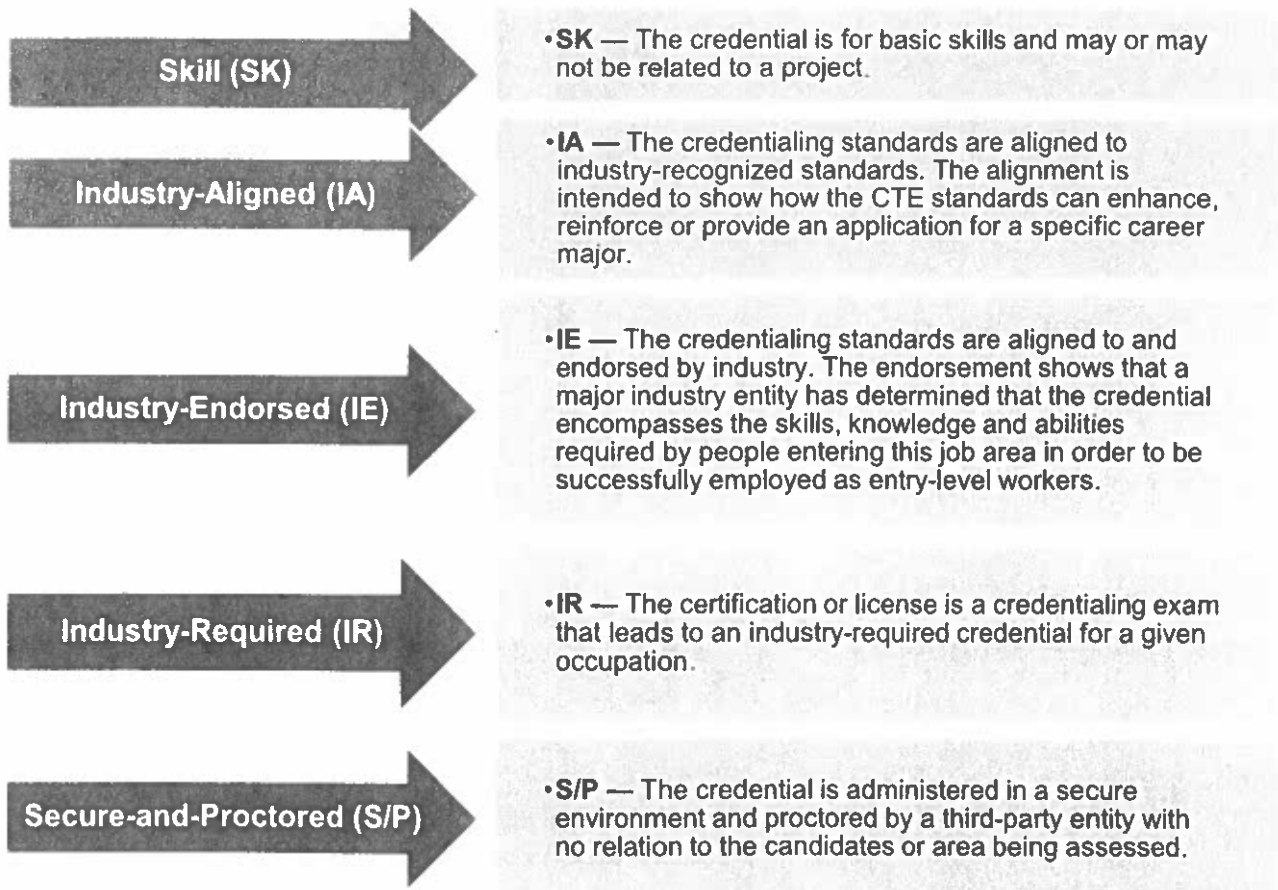 Skill (SK)
•SK — The credential is for basic skills and may or may
not be related to a project.
Industry-Aligned (IA)
•IA — The credentialing standards are aligned to
industry-recognized standards. The alignment is
intended to show how the CTE standards can enhance,
reinforce or provide an application for a specific career
major.
Industry-Endorsed (IE)
•IE — The credentialing standards are aligned to and
endorsed by industry. The endorsement shows that a
major industry entity has determined that the credential
encompasses the skills, knowledge and abilities
required by people entering this job area in order to be
successfully employed as entry-level workers.
Industry-Required (IR)
•IR — The certification or license is a credentialing exam
that leads to an industry-required credential for a given
occupation.
Secure-and-Proctored (S/P)
•S/P — The credential is administered in a secure
environment and proctored by a third-party entity with
no relation to the candidates or area being assessed.